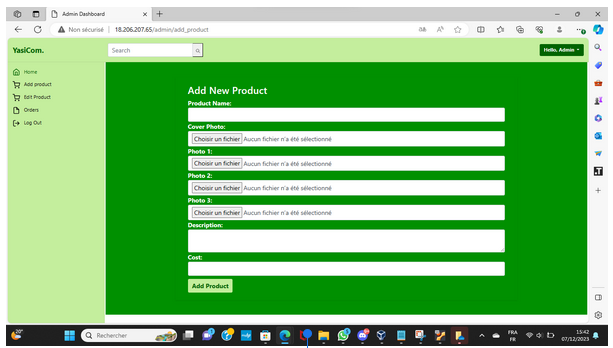 Admin Dashboard
Non sécurisé | 18.206.207.65/admin/add_product
YasiCom.
Search
Hello, Admin
Home
Add product
Edit Product
Orders
Log Out
Add New Product
Product Name:
Cover Photo:
Choisir un fichier Aucun fichier n'a été sélectionné
Photo 1:
Choisir un fichier Aucun fichier n'a été sélectionné
Photo 2:
Choisir un fichier Aucun fichier n'a été sélectionné
Photo 3:
Choisir un fichier Aucun fichier n'a été sélectionné
Description:
Cost:
Add Product
20°
Rechercher
FRA
FR
15:42
07/12/2023